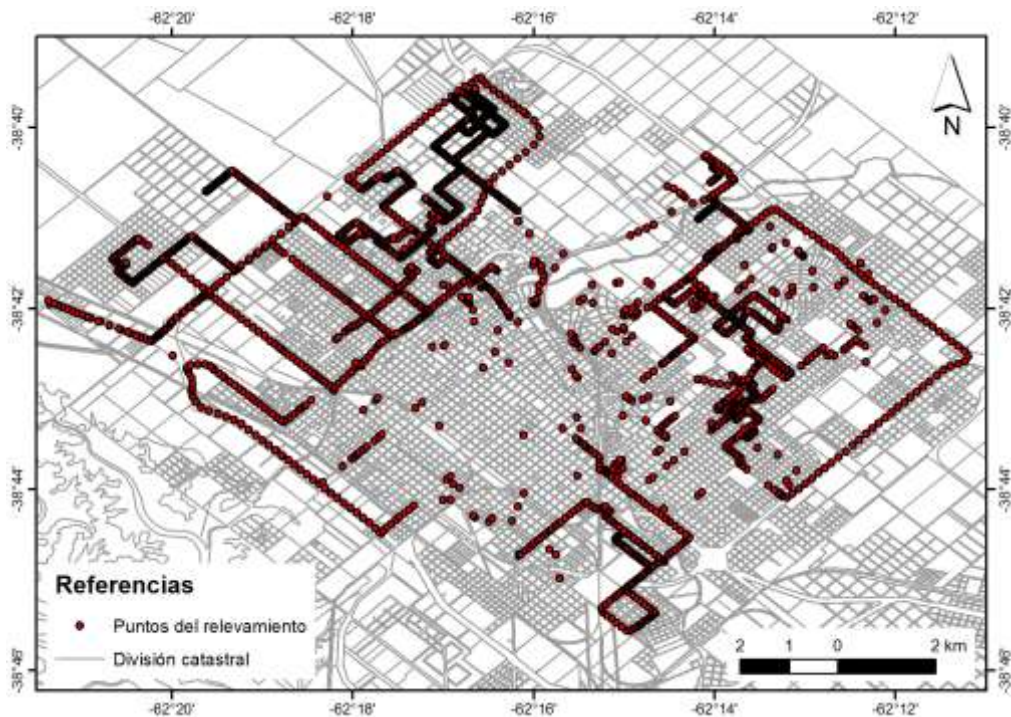 -62°20' -62°18' -62°16' -62°14' -62°12'
-38°40' -38°40'
N
-38°42' -38°42'
-38°44' -38°44'
Referencias
Puntos del relevamiento
División catastral
2 1 0 2 km
-38°46' -38°46'
-62°20' -62°18' -62°16' -62°14' -62°12'